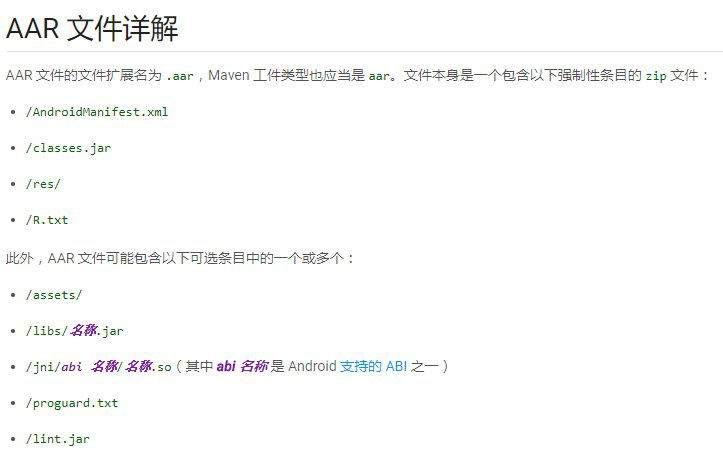 AAR 文件详解
AAR 文件的文件扩展名为 .aar，Maven 工件类型也应当是 aar。文件本身是一个包含以下强制性条目的 zip 文件：
• /AndroidManifest.xml
• /classes.jar
• /res/
• /R.txt
此外，AAR 文件可能包含以下可选条目中的一个或多个：
• /assets/
• /libs/名称.jar
• /jni/abi 名称/名称.so（其中 abi 名称 是 Android 支持的 ABI 之一）
• /proguard.txt
• /lint.jar